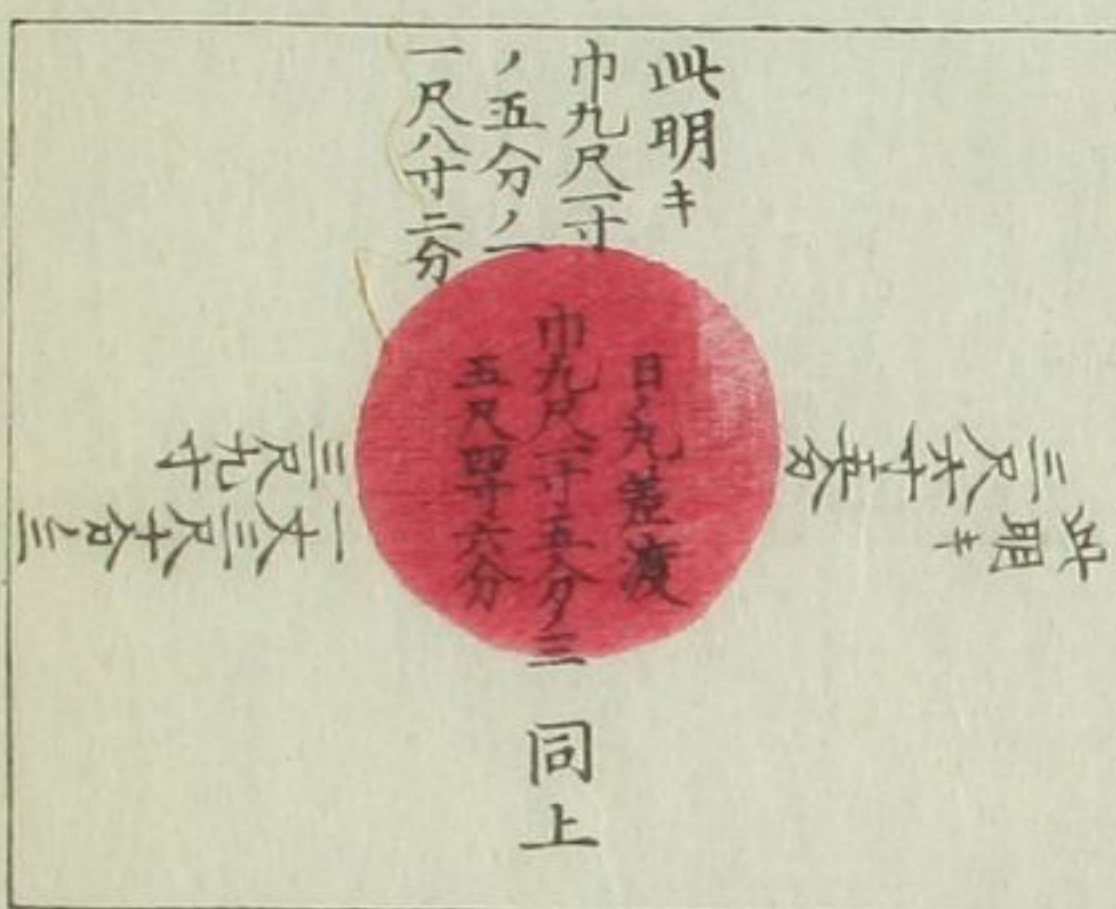 此明キ
巾九尺一寸
ノ五分ノ一
一尺八寸二分
日ノ丸差渡
巾九尺一寸五分ノ三
五尺四寸六分
此明キ
三尺六寸五分
一丈三尺十分ノ三
三尺九寸
同上